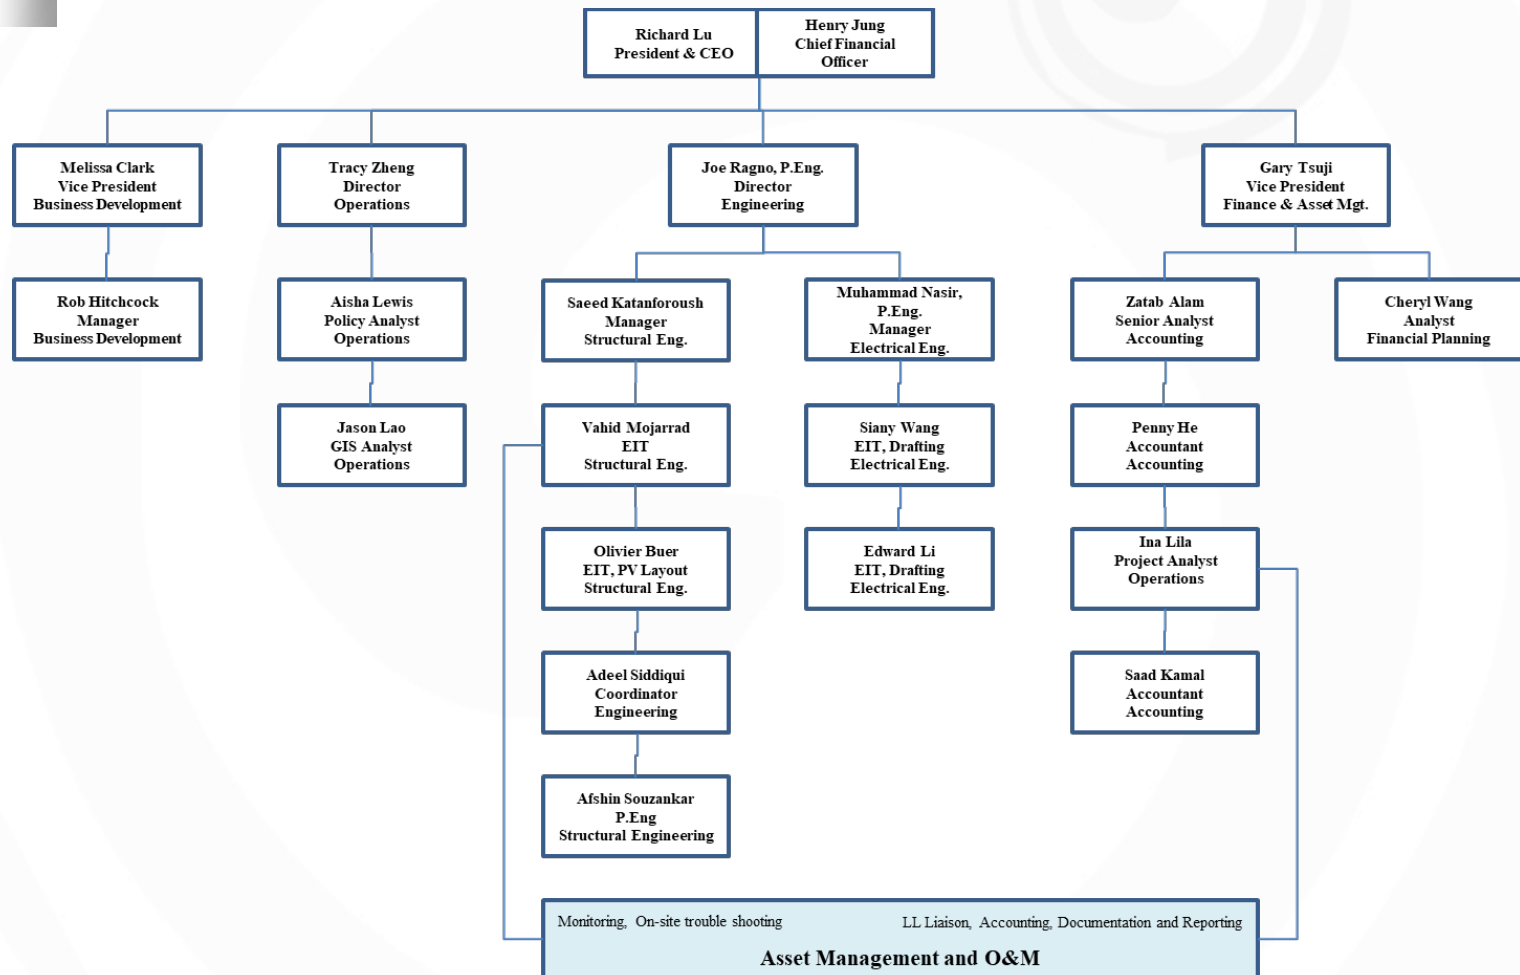 Richard Lu
President & CEO
Henry Jung
Chief Financial
Officer
Melissa Clark
Vice President
Business Development
Tracy Zheng
Director
Operations
Joe Ragno, P.Eng.
Director
Engineering
Gary Tsuji
Vice President
Finance & Asset Mgt.
Rob Hitchcock
Manager
Business Development
Aisha Lewis
Policy Analyst
Operations
Saeed Katanforoush
Manager
Structural Eng.
Muhammad Nasir,
P.Eng.
Manager
Electrical Eng.
Zatab Alam
Senior Analyst
Accounting
Cheryl Wang
Analyst
Financial Planning
Jason Lao
GIS Analyst
Operations
Vahid Mojarrad
EIT
Structural Eng.
Siany Wang
EIT, Drafting
Electrical Eng.
Penny He
Accountant
Accounting
Olivier Buer
EIT, PV Layout
Structural Eng.
Edward Li
EIT, Drafting
Electrical Eng.
Ina Lila
Project Analyst
Operations
Adeel Siddiqui
Coordinator
Engineering
Saad Kamal
Accountant
Accounting
Afshin Souzankar
P.Eng
Structural Engineering
Monitoring, On-site trouble shooting
LL Liaison, Accounting, Documentation and Reporting
Asset Management and O&M